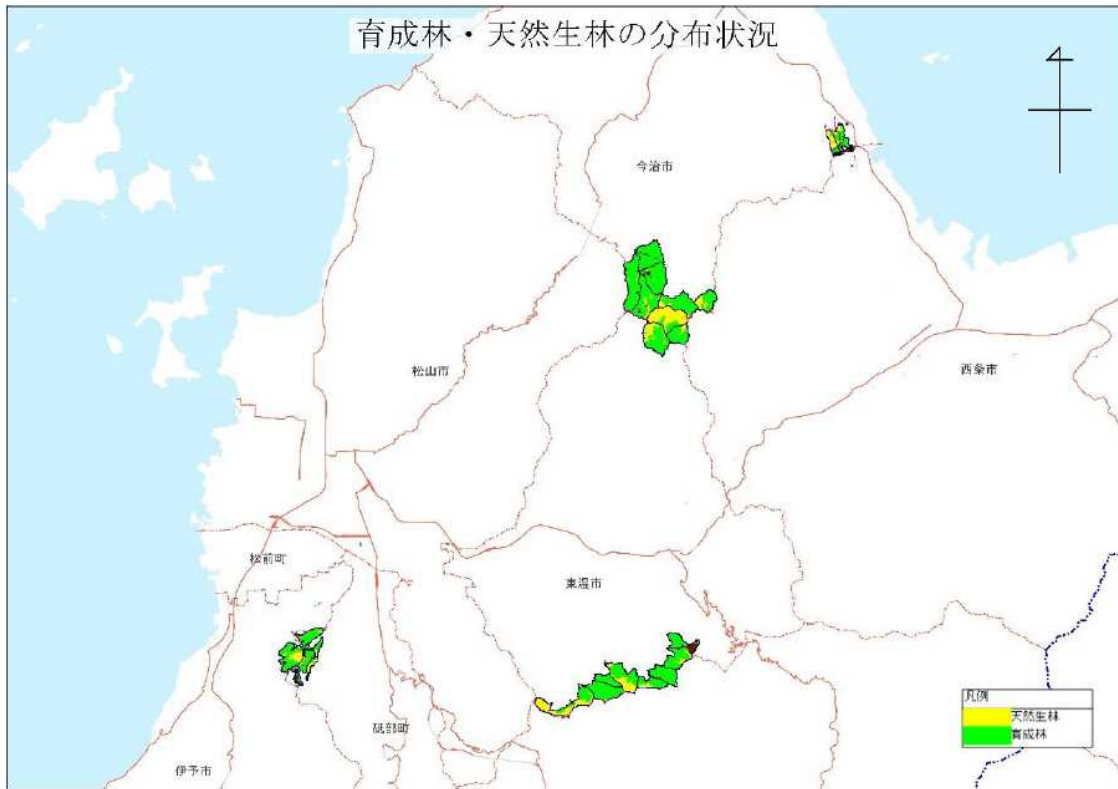 育成林・天然生林の分布状況
今治市
松山市
西条市
松前町
東温市
砥部町
伊予市
凡例
天然生林
育成林